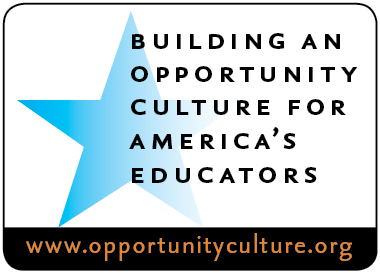 BUILDING AN
OPPORTUNITY
CULTURE FOR
AMERICA'S
EDUCATORS
www.opportunityculture.org